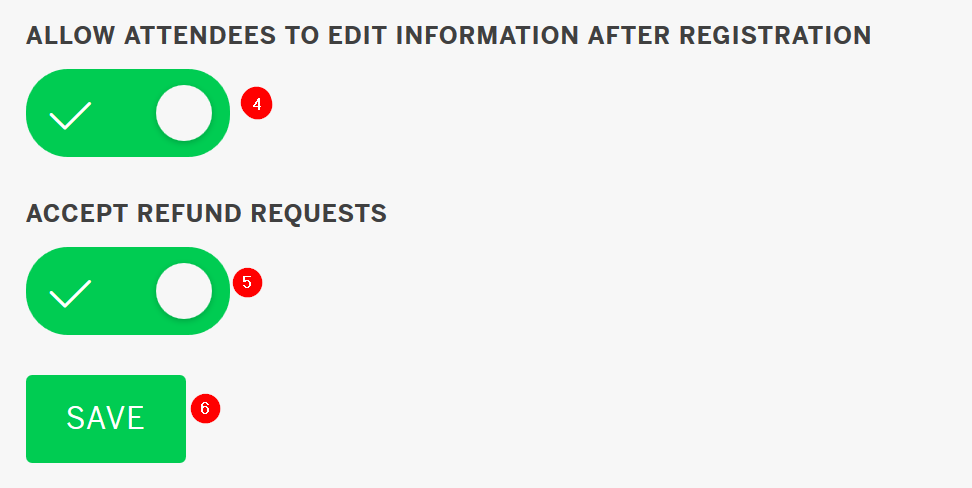 ALLOW ATTENDEES TO EDIT INFORMATION AFTER REGISTRATION
4
ACCEPT REFUND REQUESTS
5
SAVE 6